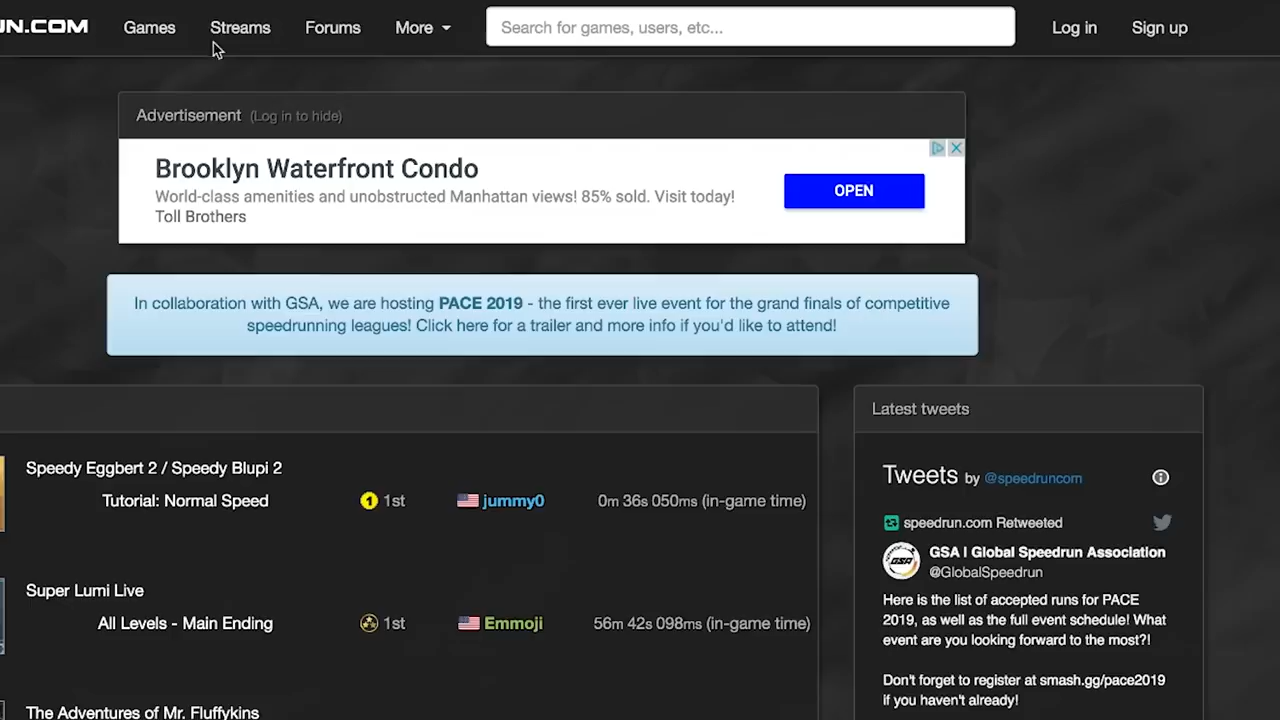 UN.COM Games Streams Forums More Search for games, users, etc... Log in Sign up
Advertisement (Log in to hide)
Brooklyn Waterfront Condo
World-class amenities and unobstructed Manhattan views! 85% sold. Visit today!
Toll Brothers
OPEN
In collaboration with GSA, we are hosting PACE 2019 - the first ever live event for the grand finals of competitive
speedrunning leagues! Click here for a trailer and more info if you'd like to attend!
Speedy Eggbert 2 / Speedy Blupi 2
Tutorial: Normal Speed 1 1st jummy0 0m 36s 050ms (in-game time)
Super Lumi Live
All Levels - Main Ending 1st Emmoji 56m 42s 098ms (in-game time)
The Adventures of Mr. Fluffykins
Latest tweets
Tweets by @speedruncom
speedrun.com Retweeted
GSA
GSA | Global Speedrun Association
@GlobalSpeedrun
Here is the list of accepted runs for PACE
2019, as well as the full event schedule! What
event are you looking forward to the most?!
Don't forget to register at smash.gg/pace2019
if you haven't already!